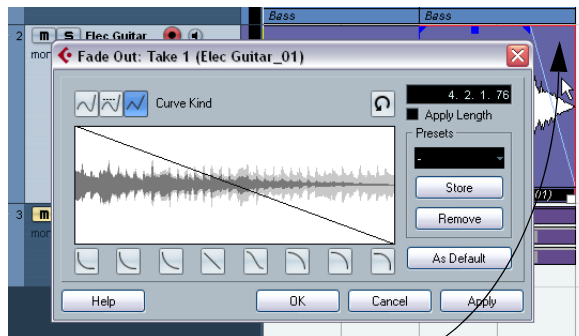 Bass
Bass
2 m S Elec Guitar
mor
Fade Out: Take 1 (Elec Guitar_01)
Curve Kind
4. 2. 1. 76
Apply Length
Presets
-
Store
Remove
01)
3 m
mor
As Default
Help
OK
Cancel
Apply